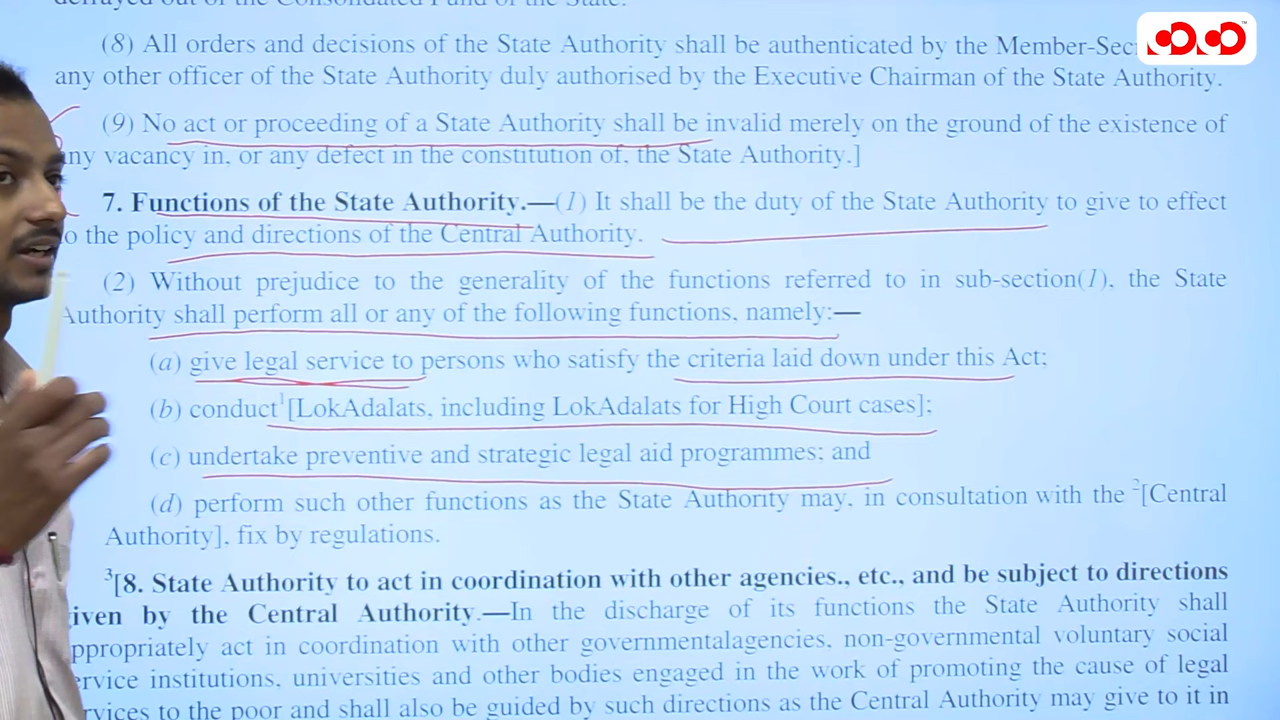 (8) All orders and decisions of the State Authority shall be authenticated by the Member-Sec
any other officer of the State Authority duly authorised by the Executive Chairman of the State Authority.
(9) No act or proceeding of a State Authority shall be invalid merely on the ground of the existence of
ny vacancy in, or any defect in the constitution of, the State Authority.]
7. Functions of the State Authority.—(1) It shall be the duty of the State Authority to give to effect
o the policy and directions of the Central Authority.
(2) Without prejudice to the generality of the functions referred to in sub-section(1), the State
Authority shall perform all or any of the following functions, namely:—
(a) give legal service to persons who satisfy the criteria laid down under this Act;
(b) conduct 1[LokAdalats, including LokAdalats for High Court cases];
(c) undertake preventive and strategic legal aid programmes; and
(d) perform such other functions as the State Authority may, in consultation with the 2[Central
Authority], fix by regulations.
3[8. State Authority to act in coordination with other agencies., etc., and be subject to directions
iven by the Central Authority.—In the discharge of its functions the State Authority shall
ppropriately act in coordination with other governmentalagencies, non-governmental voluntary social
ervice institutions, universities and other bodies engaged in the work of promoting the cause of legal
rvices to the poor and shall also be guided by such directions as the Central Authority may give to it in